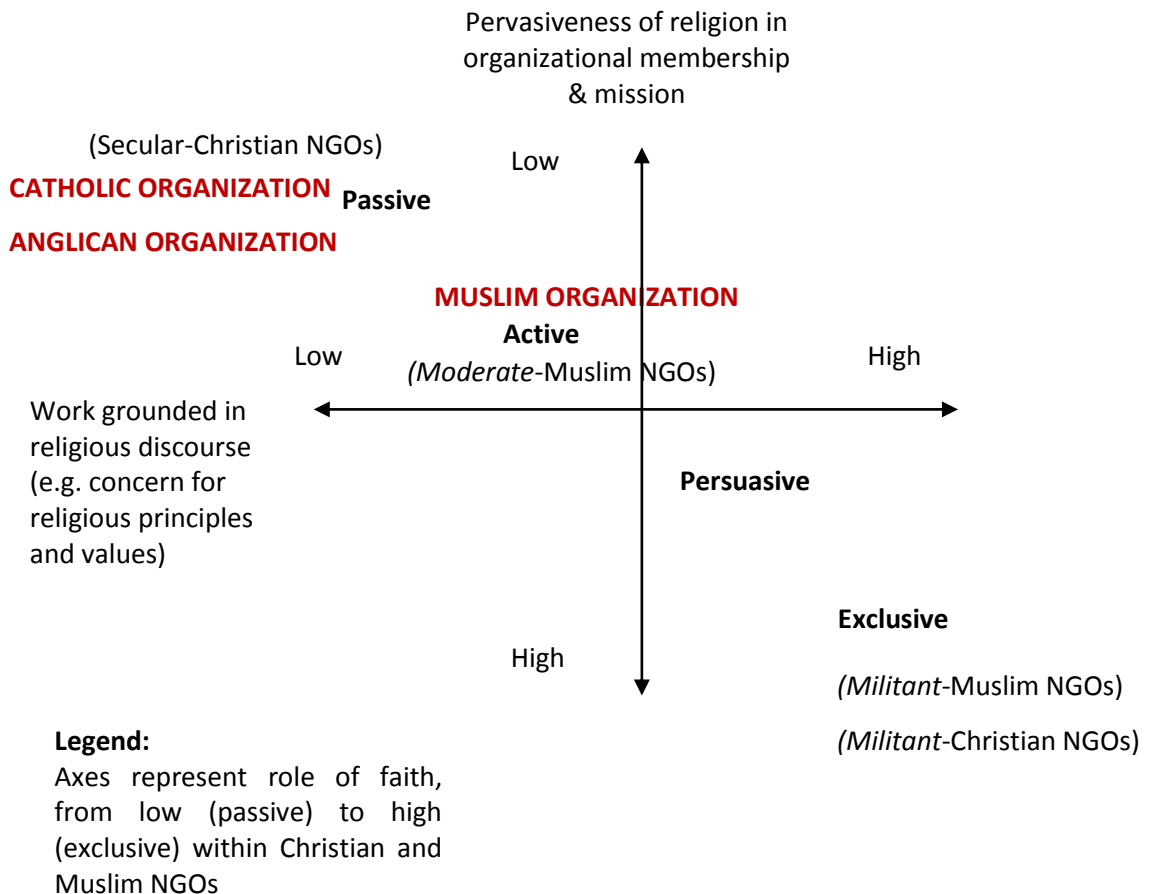 Pervasiveness of religion in
organizational membership
& mission
(Secular-Christian NGOs)
Low
CATHOLIC ORGANIZATION
Passive
ANGLICAN ORGANIZATION
MUSLIM ORGANIZATION
Active
Low
(Moderate-Muslim NGOs)
High
Work grounded in
religious discourse
(e.g. concern for
religious principles
and values)
Persuasive
Exclusive
High
(Militant-Muslim NGOs)
(Militant-Christian NGOs)
Legend:
Axes represent role of faith,
from low (passive) to high
(exclusive) within Christian and
Muslim NGOs